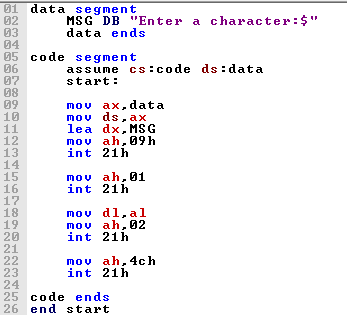 01 data segment
02 MSG DB "Enter a character:$"
03 data ends
04
05 code segment
06 assume cs:code ds:data
07 start:
08
09 mov ax,data
10 mov ds,ax
11 lea dx,MSG
12 mov ah,09h
13 int 21h
14
15 mov ah,01
16 int 21h
17
18 mov dl,al
19 mov ah,02
20 int 21h
21
22 mov ah,4ch
23 int 21h
24
25 code ends
26 end start